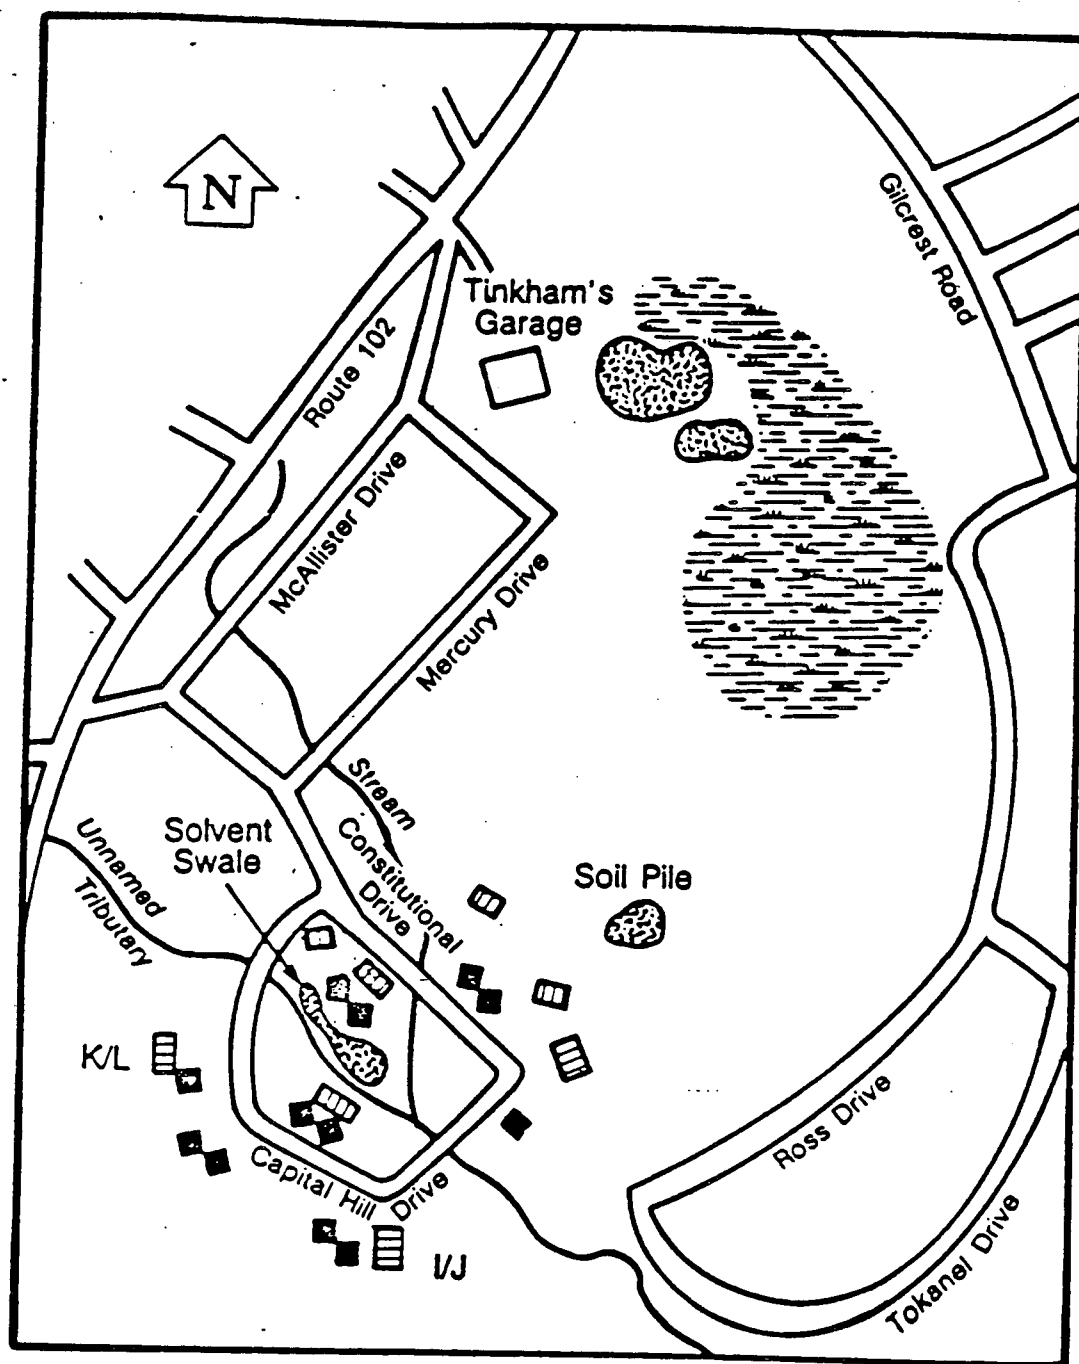 N
Gilcrest Road
Tinkham's
Garage
Route 102
McAllister Drive
Mercury Drive
Stream
Solvent
Swale
Constitutional
Drive
Unnamed
Tributary
Soil Pile
K/L
Ross Drive
Capital Hill Drive
I/J
Tokanel Drive